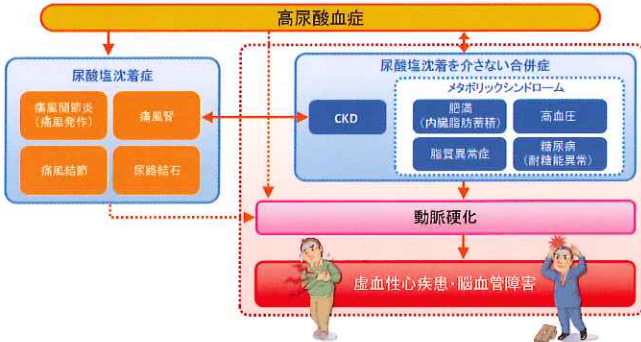 高尿酸血症
尿酸塩沈着症
痛風関節炎
(痛風発作)
痛風腎
痛風結節
尿路結石
尿酸塩沈着を介さない合併症
CKD
メタボリックシンドローム
肥満
(内臓脂肪蓄積)
高血圧
脂質異常症
糖尿病
(耐糖能異常)
動脈硬化
虚血性心疾患・脳血管障害